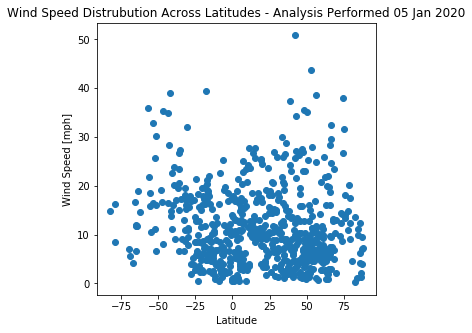 Wind Speed Distrubution Across Latitudes - Analysis Performed 05 Jan 2020
50
40
30
20
10
0
Wind Speed [mph]
−75 −50 −25 0 25 50 75
Latitude